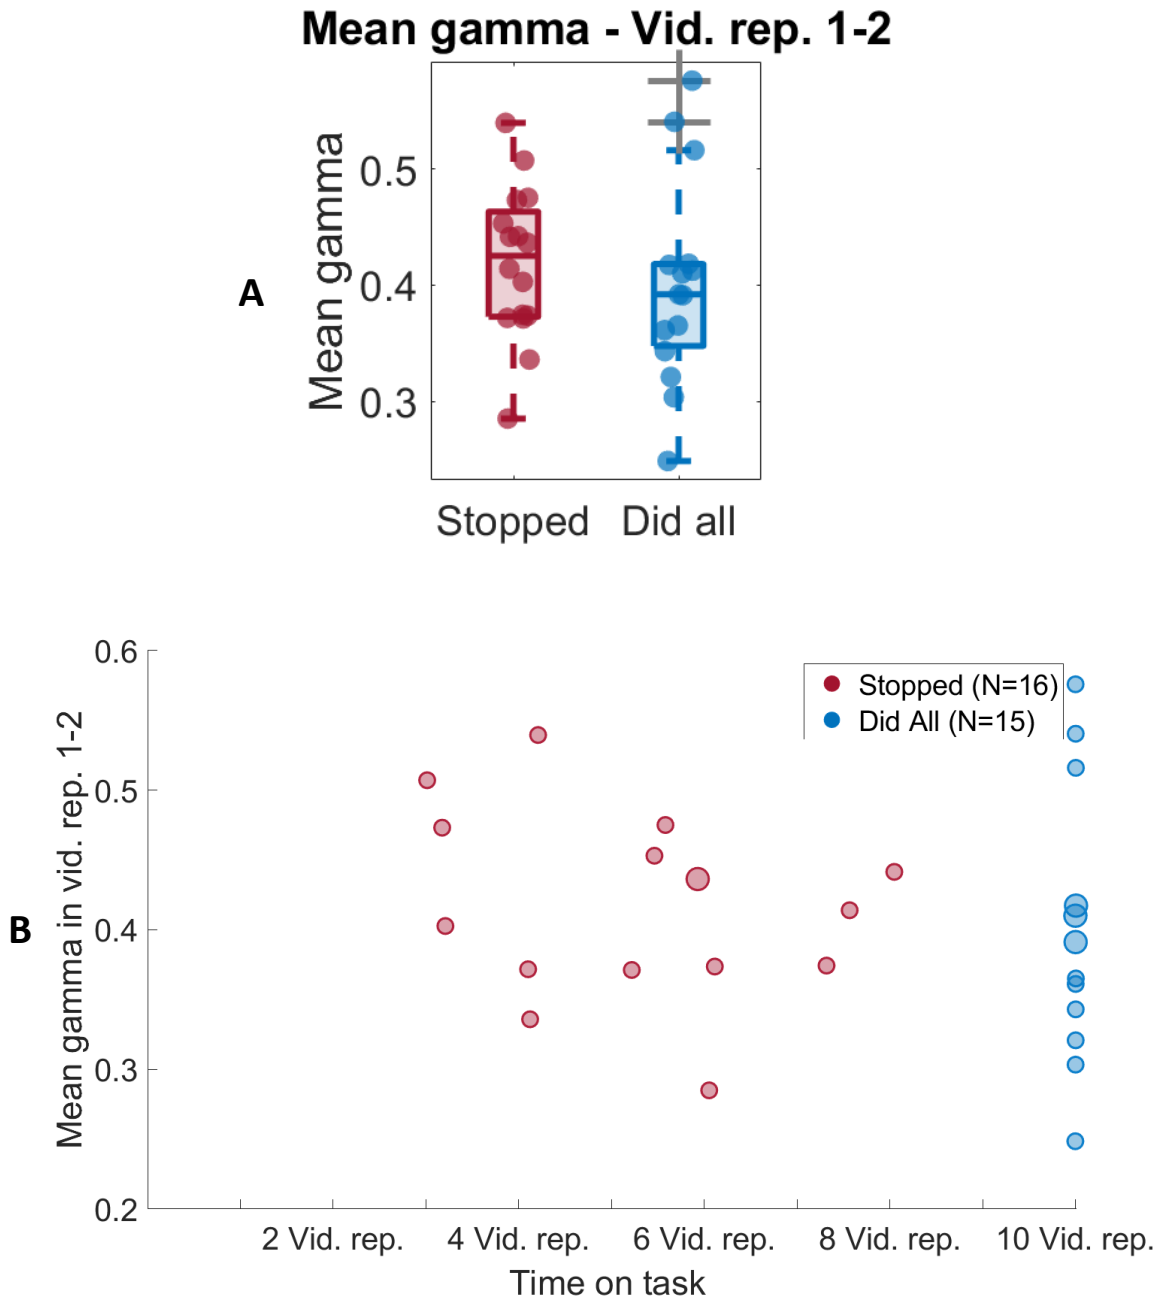 Mean gamma - Vid. rep. 1-2
A
Mean gamma
0.5
0.4
0.3
Stopped Did all
B
Mean gamma in vid. rep. 1-2
0.6
0.5
0.4
0.3
0.2
Stopped (N=16)
Did All (N=15)
2 Vid. rep. 4 Vid. rep. 6 Vid. rep. 8 Vid. rep. 10 Vid. rep.
Time on task